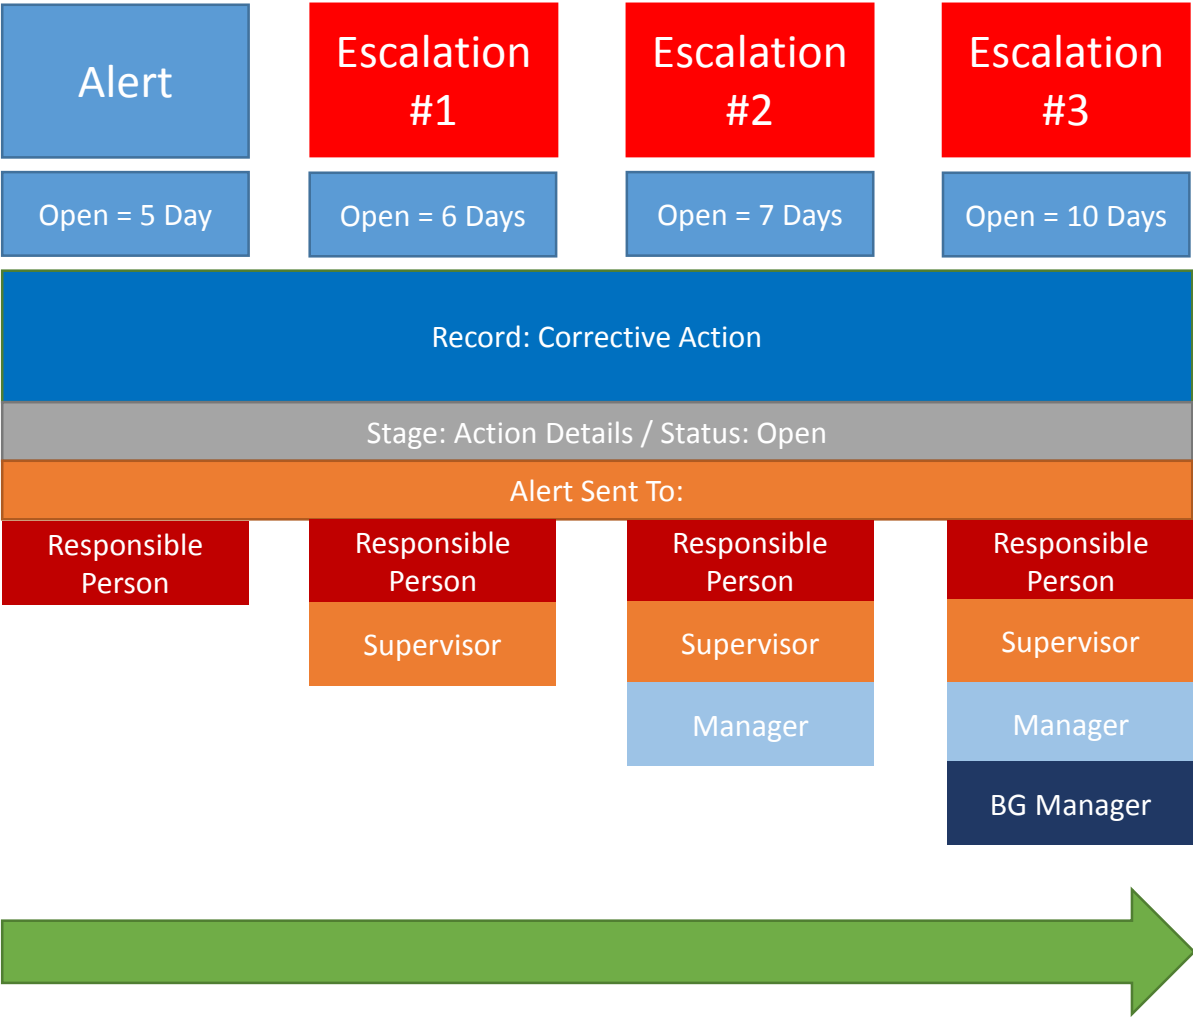 Alert
Escalation
#1
Escalation
#2
Escalation
#3
Open = 5 Day
Open = 6 Days
Open = 7 Days
Open = 10 Days
Record: Corrective Action
Stage: Action Details / Status: Open
Alert Sent To:
Responsible
Person
Responsible
Person
Supervisor
Responsible
Person
Supervisor
Manager
Responsible
Person
Supervisor
Manager
BG Manager